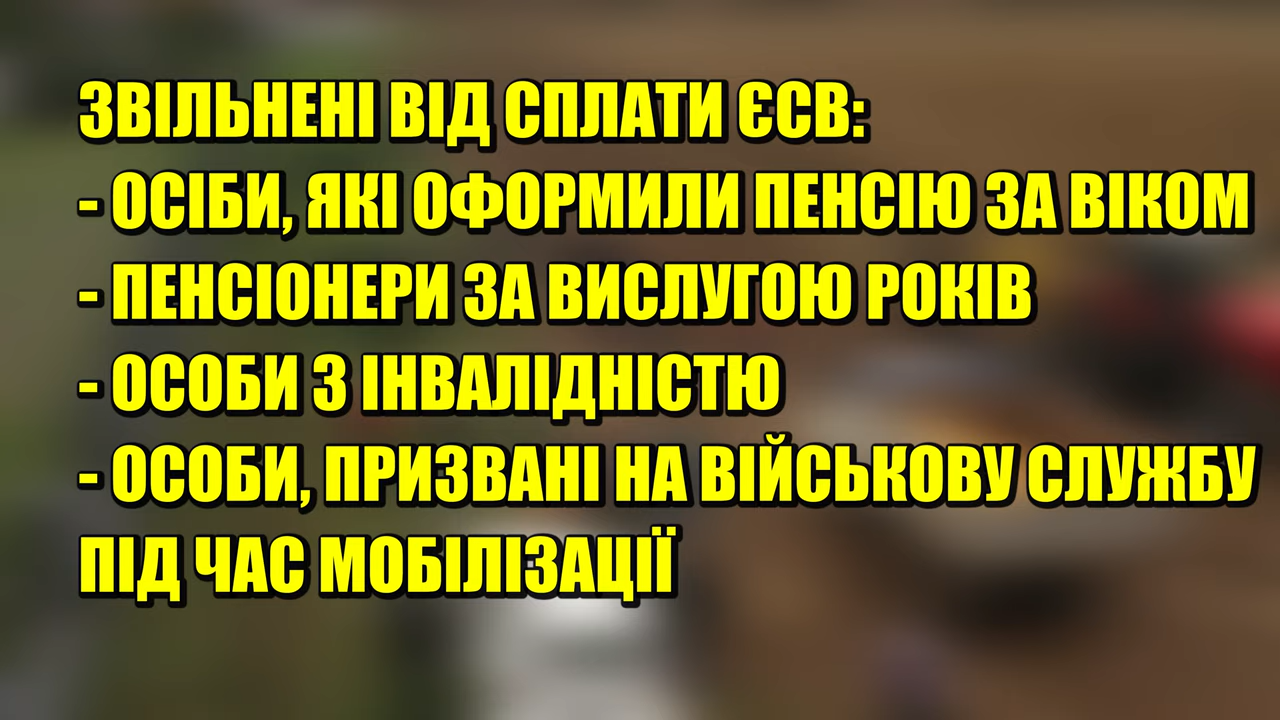 ЗВІЛЬНЕНІ ВІД СПЛАТИ ЄСВ:
- ОСІБИ, ЯКІ ОФОРМИЛИ ПЕНСІЮ ЗА ВІКОМ
- ПЕНСІОНЕРИ ЗА ВИСЛУГОЮ РОКІВ
- ОСОБИ З ІНВАЛІДНІСТЮ
- ОСОБИ, ПРИЗВАНІ НА ВІЙСЬКОВУ СЛУЖБУ
ПІД ЧАС МОБІЛІЗАЦІЇ